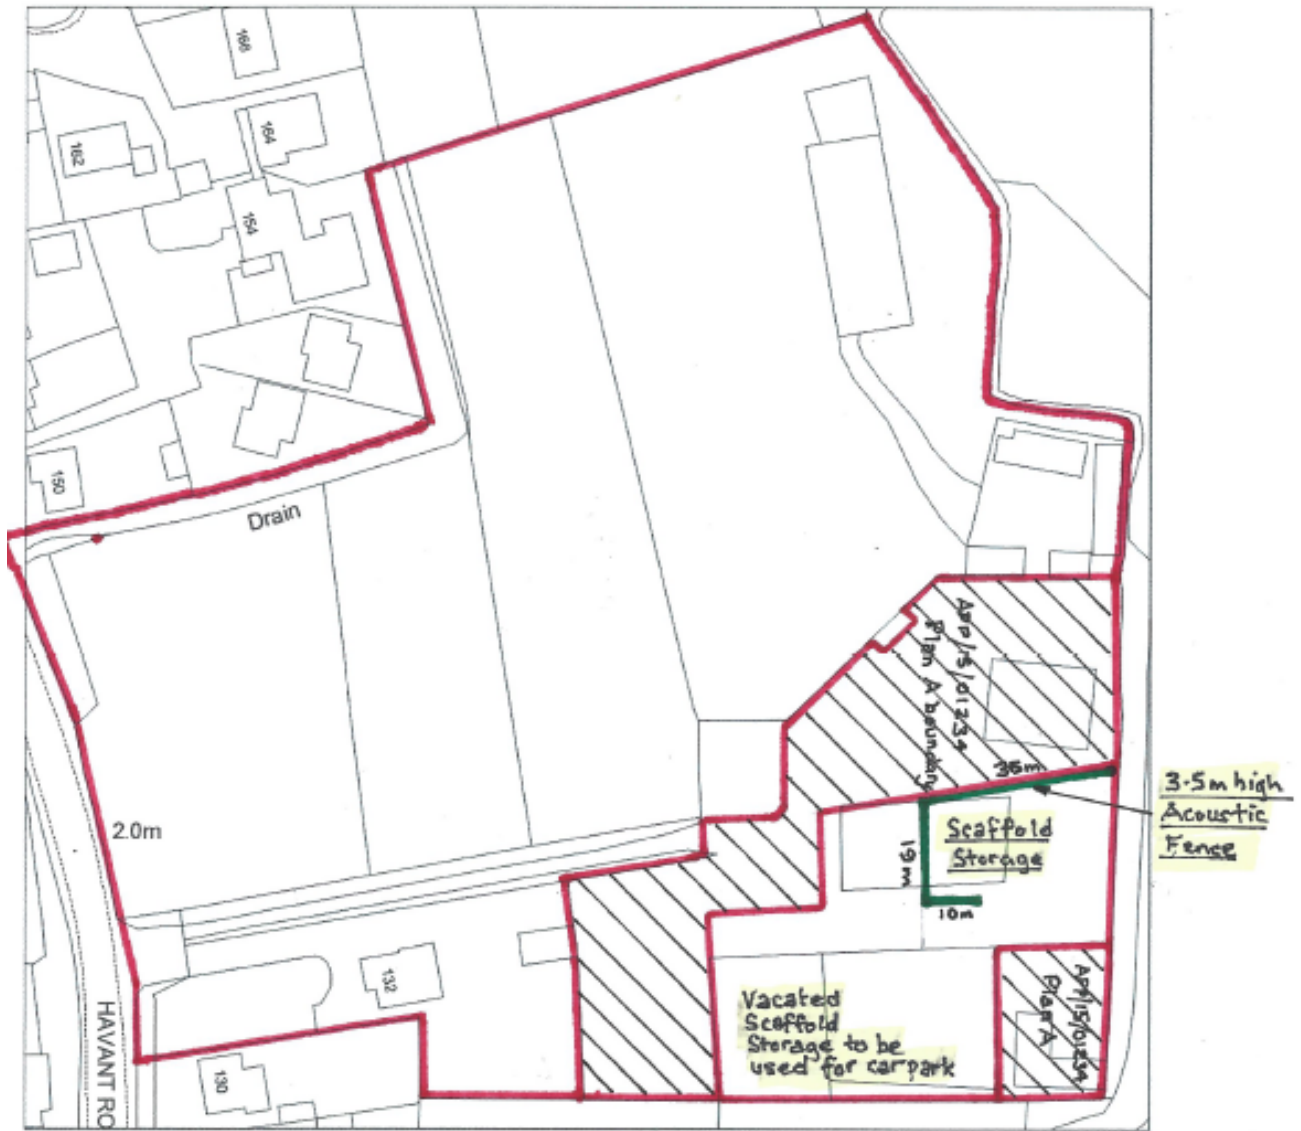 166
164
162
154
150
Drain
APP/15/01234
Plan A boundary
35m
3.5m high
Acoustic
Fence
Scaffold
Storage
19m
10m
2.0m
132
Vacated
Scaffold
Storage to be
used for carpark
APP/15/01234
Plan A
HAVANT RO
130